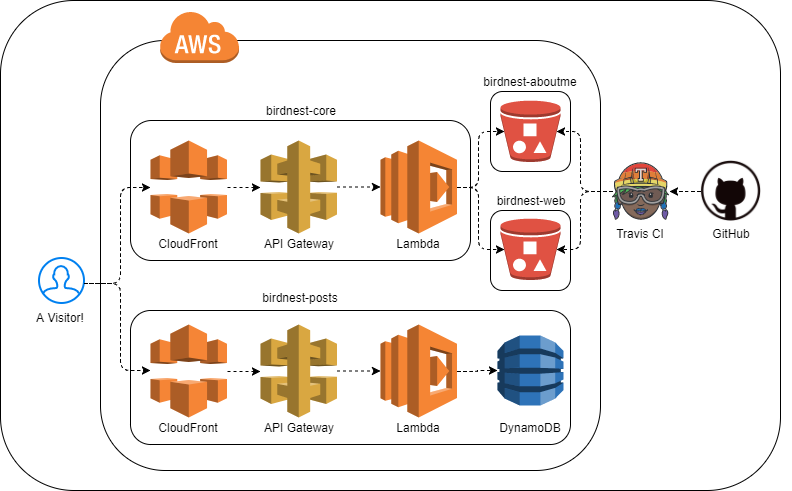 AWS
birdnest-aboutme
birdnest-core
CloudFront
API Gateway
Lambda
birdnest-web
T
Travis CI
GitHub
A Visitor!
birdnest-posts
CloudFront
API Gateway
Lambda
DynamoDB